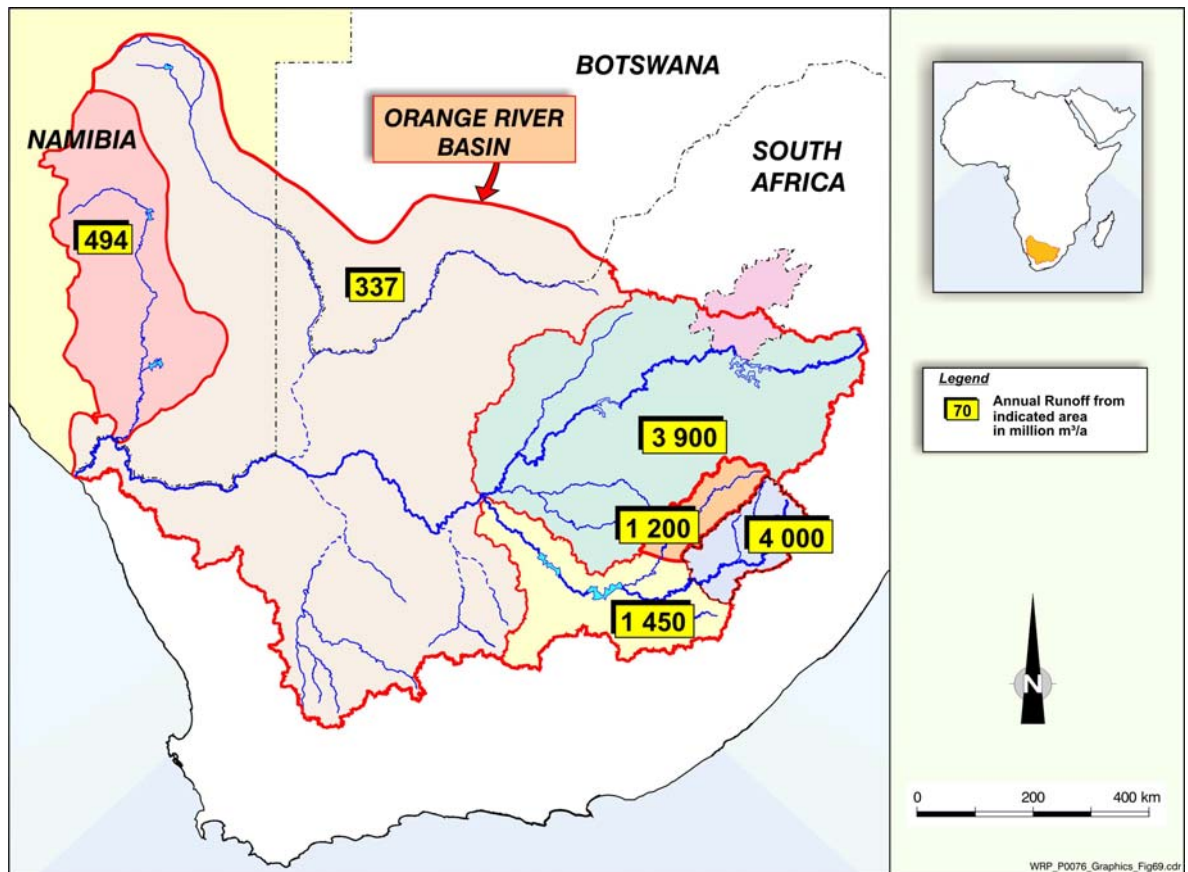 BOTSWANA
ORANGE RIVER
BASIN
NAMIBIA
SOUTH
AFRICA
494
337
3 900
1 200
4 000
1 450
Legend
70
Annual Runoff from
indicated area
in million m³/a
N
0 200 400 km
WRP_P0076_Graphics_Fig69.cdr